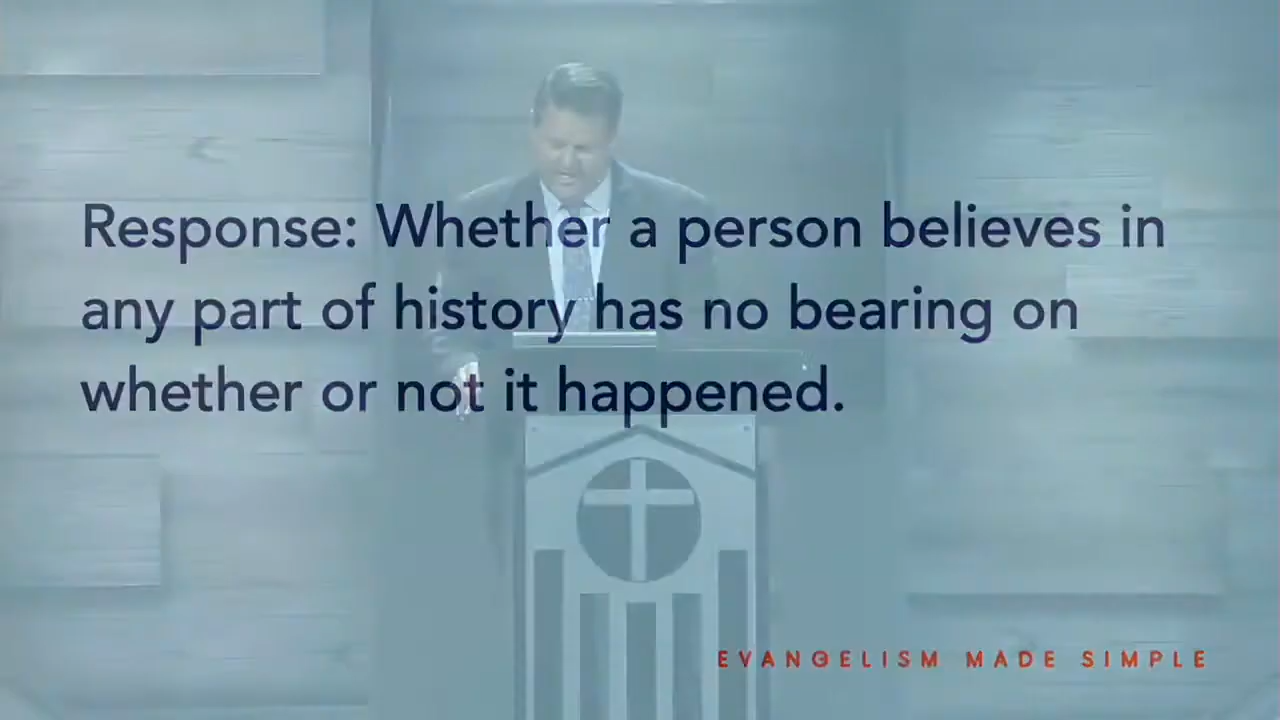 Response: Whether a person believes in
any part of history has no bearing on
whether or not it happened.
EVANGELISM MADE SIMPLE